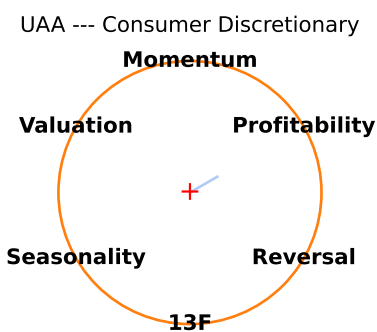 UAA --- Consumer Discretionary
Momentum
Valuation
Profitability
Seasonality
Reversal
13F